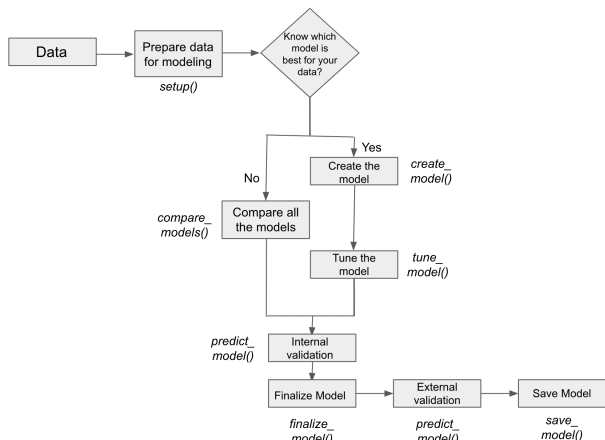 Data
Prepare data
for modeling
setup()
Know which
model is
best for your
data?
Yes
No
Create the
model
create_
model()
Compare all
the models
compare_
models()
Tune the
model
tune_
model()
Internal
validation
predict_
model()
Finalize Model
finalize_
model()
External
validation
predict_
model()
Save Model
save_
model()